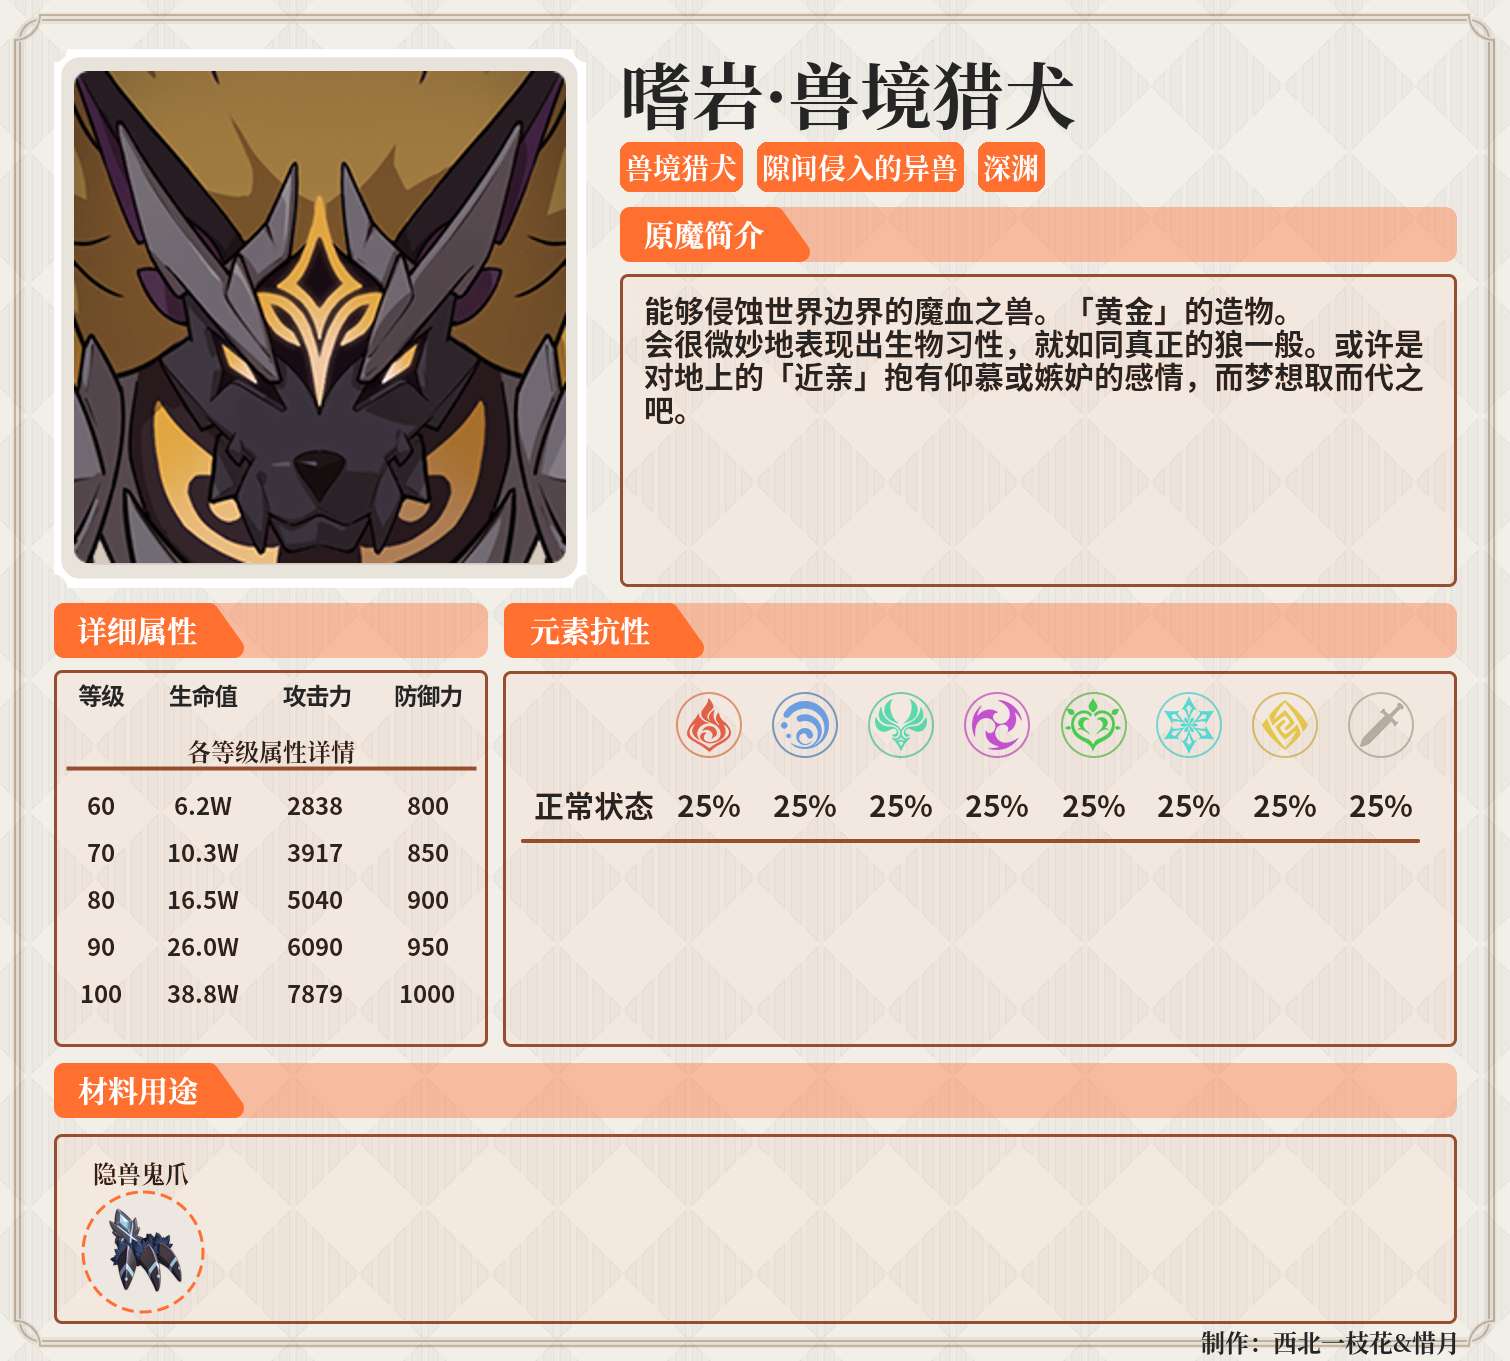 嗜岩·兽境猎犬
兽境猎犬 隙间侵入的异兽 深渊
原魔简介
能够侵蚀世界边界的魔血之兽。「黄金」的造物。
会很微妙地表现出生物习性，就如同真正的狼一般。或许是
对地上的「近亲」抱有仰慕或嫉妒的感情，而梦想取而代之
吧。
详细属性
等级 生命值 攻击力 防御力
各等级属性详情
60 6.2W 2838 800
70 10.3W 3917 850
80 16.5W 5040 900
90 26.0W 6090 950
100 38.8W 7879 1000
元素抗性
正常状态 25% 25% 25% 25% 25% 25% 25% 25%
材料用途
隐兽鬼爪
制作：西北一枝花&惜月